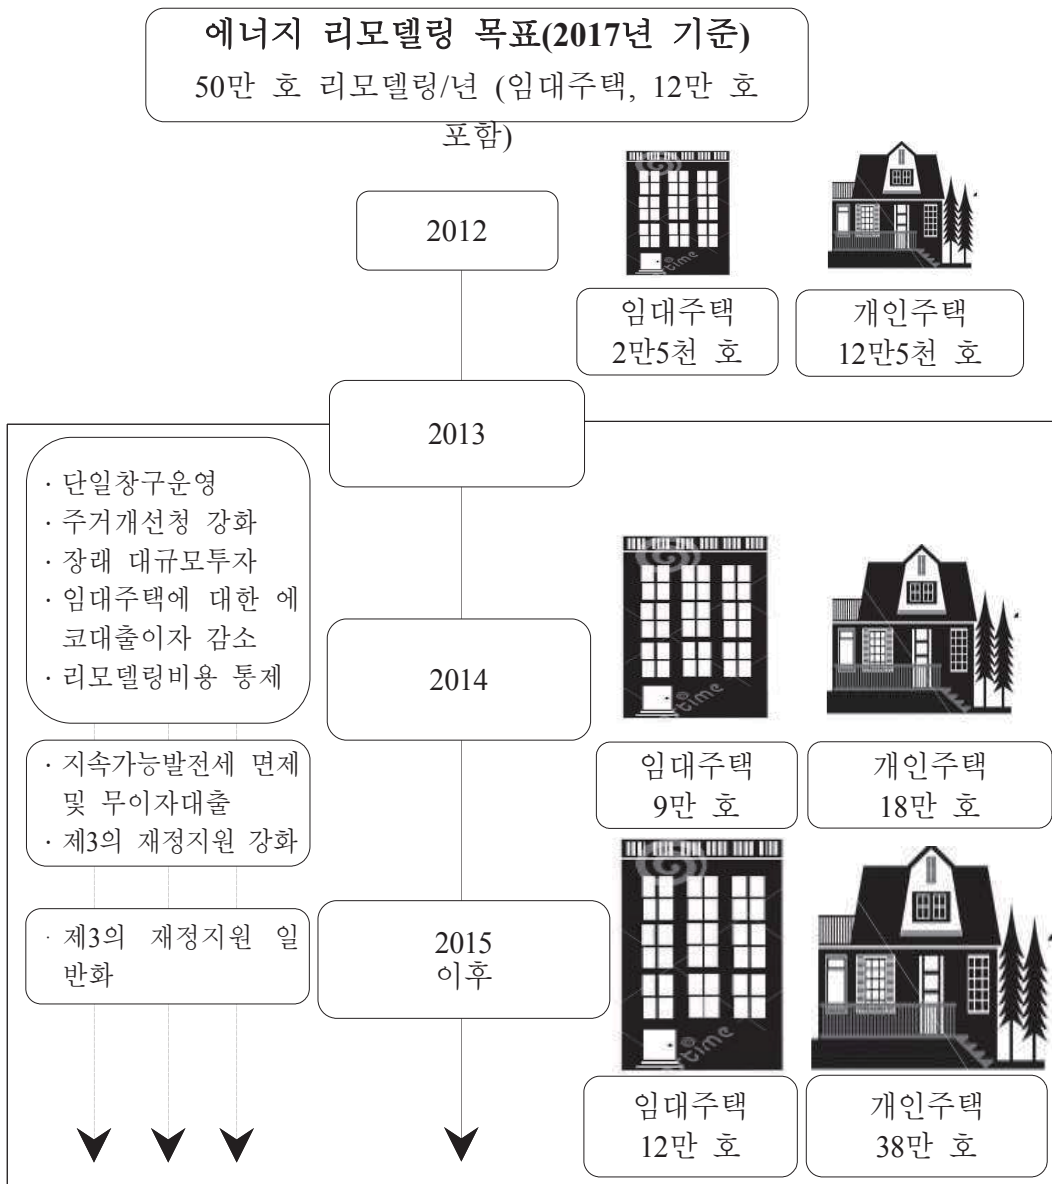 에너지 리모델링 목표(2017년 기준)
50만 호 리모델링/년 (임대주택, 12만 호
포함)
2012
임대주택
2만5천 호
개인주택
12만5천 호
2013
· 단일창구운영
· 주거개선청 강화
· 장래 대규모투자
· 임대주택에 대한 에
코대출이자 감소
· 리모델링비용 통제
2014
임대주택
9만 호
개인주택
18만 호
· 지속가능발전세 면제
및 무이자대출
· 제3의 재정지원 강화
2015
이후
· 제3의 재정지원 일
반화
임대주택
12만 호
개인주택
38만 호